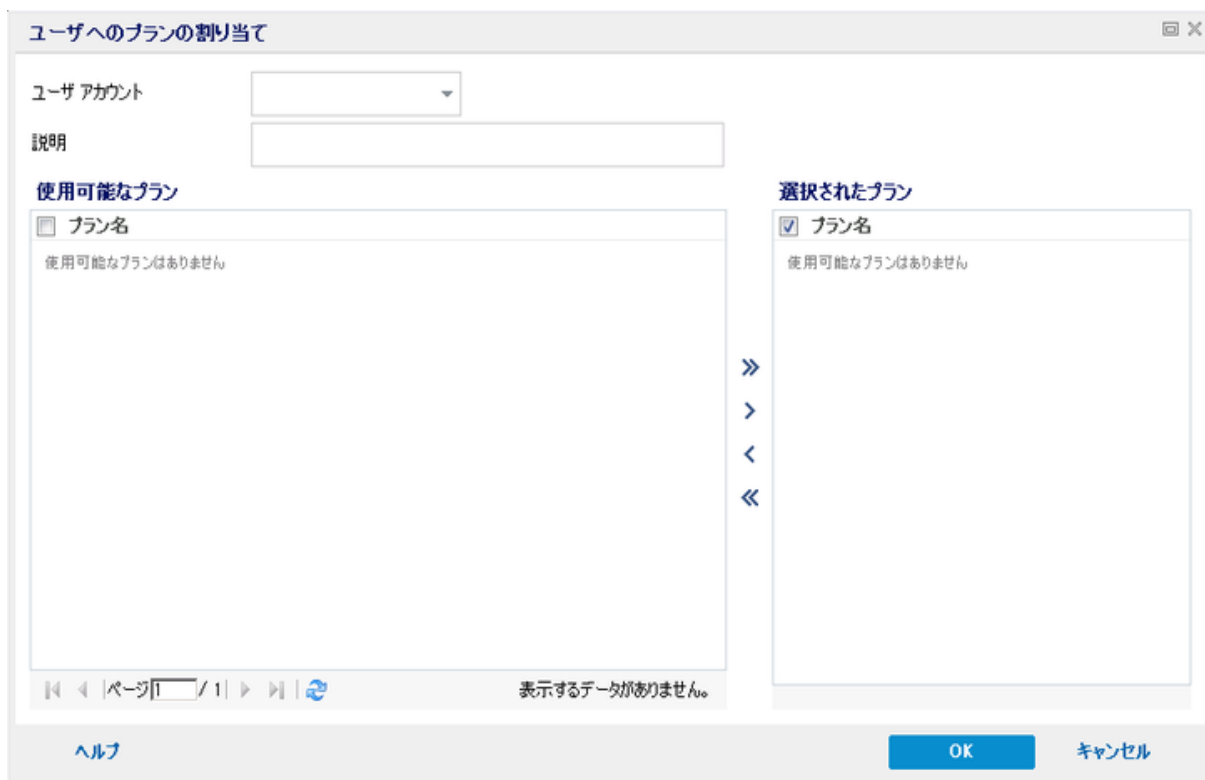 ユーザへのプランの割り当て
ユーザ アカウント
説明
使用可能なプラン
選択されたプラン
プラン名
プラン名
使用可能なプランはありません
使用可能なプランはありません
ページ 1 / 1
表示するデータがありません。
ヘルプ
OK
キャンセル